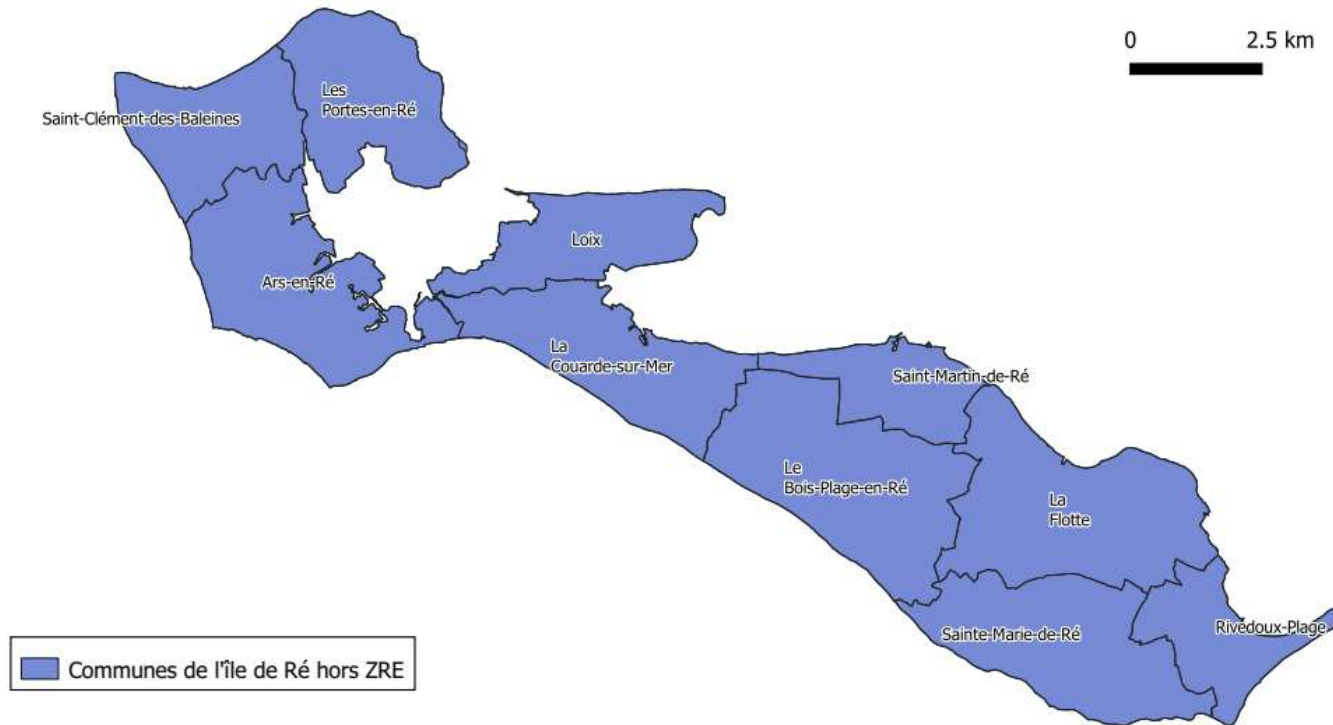 0 2.5 km
Les
Portes-en-Ré
Saint-Clément-des-Baleines
Loix
Ars-en-Ré
La
Couarde-sur-Mer
Saint-Martin-de-Ré
Le
Bois-Plage-en-Ré
La
Flotte
Rivedoux-Plage
Sainte-Marie-de-Ré
Communes de l'île de Ré hors ZRE